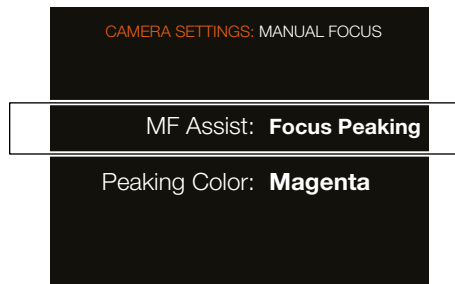 CAMERA SETTINGS: MANUAL FOCUS
MF Assist: Focus Peaking
Peaking Color: Magenta